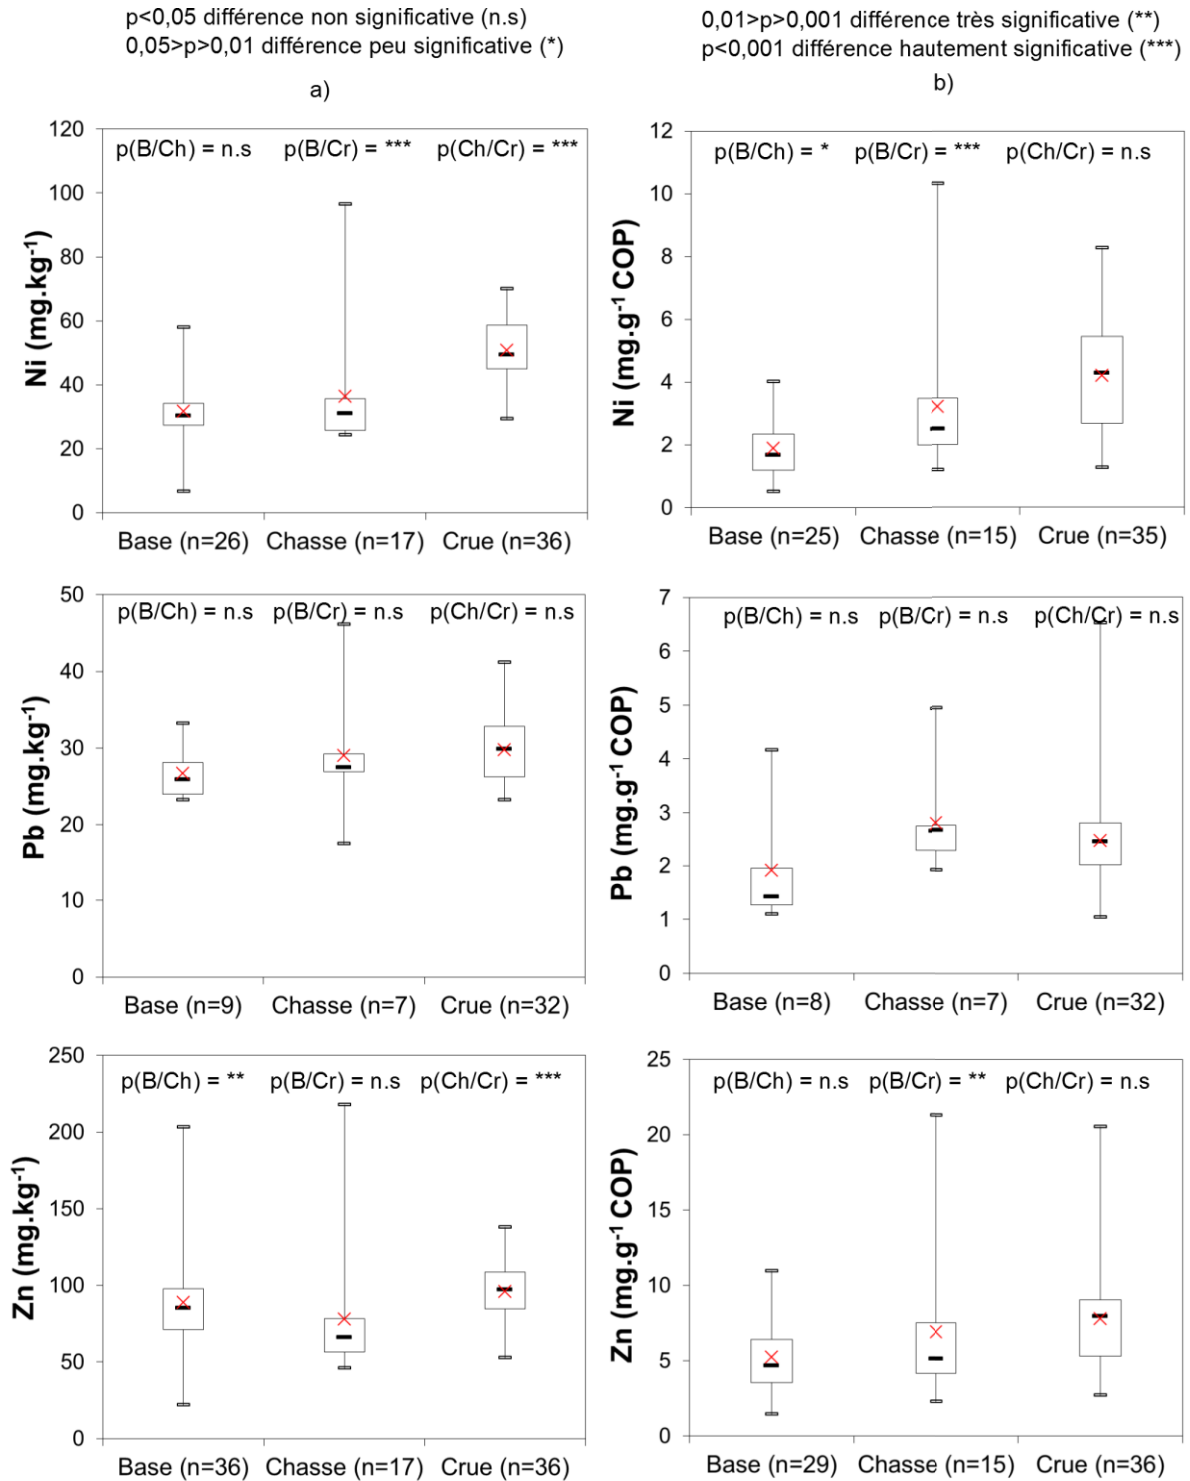 p<0,05 différence non significative (n.s)
0,05>p>0,01 différence peu significative (*)
0,01>p>0,001 différence très significative (**)
p<0,001 différence hautement significative (***)
a)
120
100
80
60
40
20
0
Ni (mg.kg⁻¹)
p(B/Ch) = n.s p(B/Cr) = *** p(Ch/Cr) = ***
Base (n=26) Chasse (n=17) Crue (n=36)
b)
12
10
8
6
4
2
0
Ni (mg.g⁻¹ COP)
p(B/Ch) = * p(B/Cr) = *** p(Ch/Cr) = n.s
Base (n=25) Chasse (n=15) Crue (n=35)
50
40
30
20
10
0
Pb (mg.kg⁻¹)
p(B/Ch) = n.s p(B/Cr) = n.s p(Ch/Cr) = n.s
Base (n=9) Chasse (n=7) Crue (n=32)
7
6
5
4
3
2
1
0
Pb (mg.g⁻¹ COP)
p(B/Ch) = n.s p(B/Cr) = n.s p(Ch/Cr) = n.s
Base (n=8) Chasse (n=7) Crue (n=32)
250
200
150
100
50
0
Zn (mg.kg⁻¹)
p(B/Ch) = ** p(B/Cr) = n.s p(Ch/Cr) = ***
Base (n=36) Chasse (n=17) Crue (n=36)
25
20
15
10
5
0
Zn (mg.g⁻¹ COP)
p(B/Ch) = n.s p(B/Cr) = ** p(Ch/Cr) = n.s
Base (n=29) Chasse (n=15) Crue (n=36)